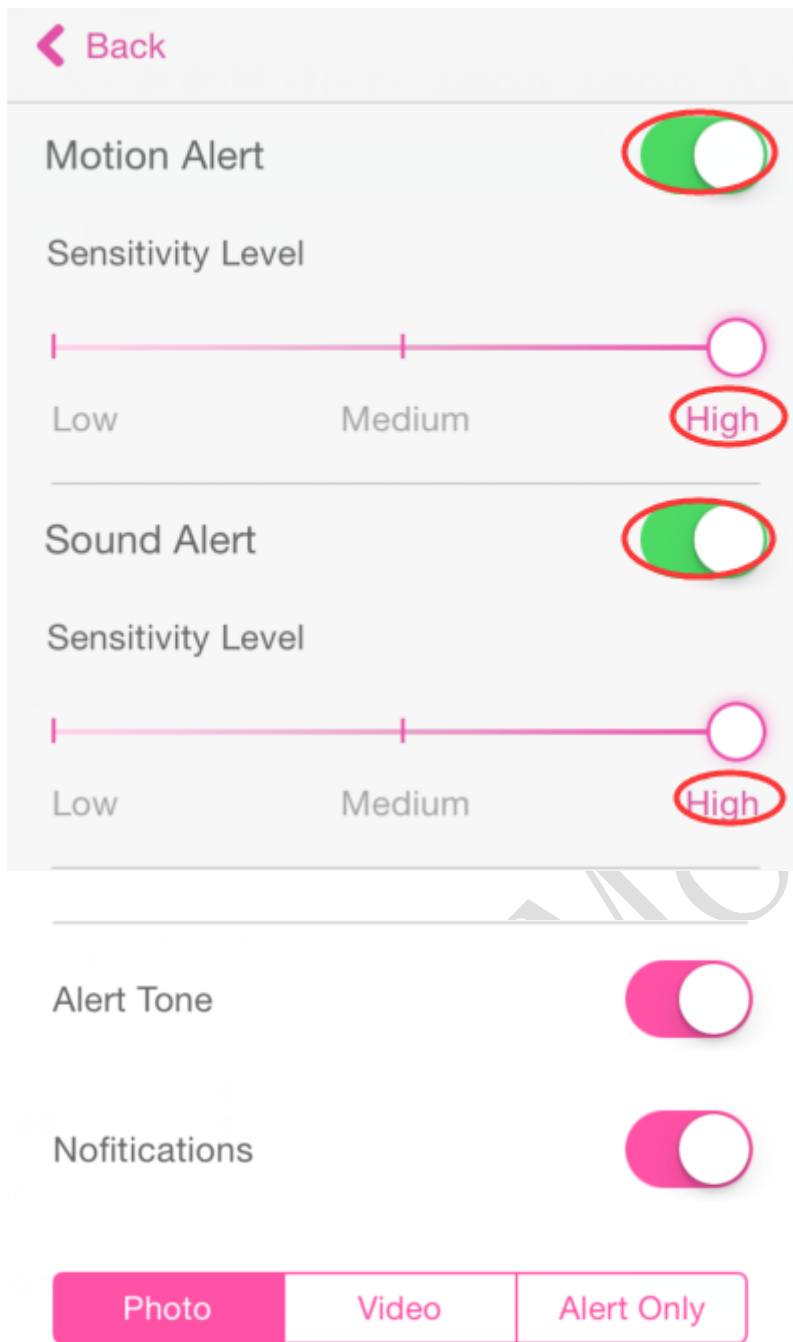 Back
Motion Alert
Sensitivity Level
Low Medium High
Sound Alert
Sensitivity Level
Low Medium High
Alert Tone
Nofitications
Photo Video Alert Only